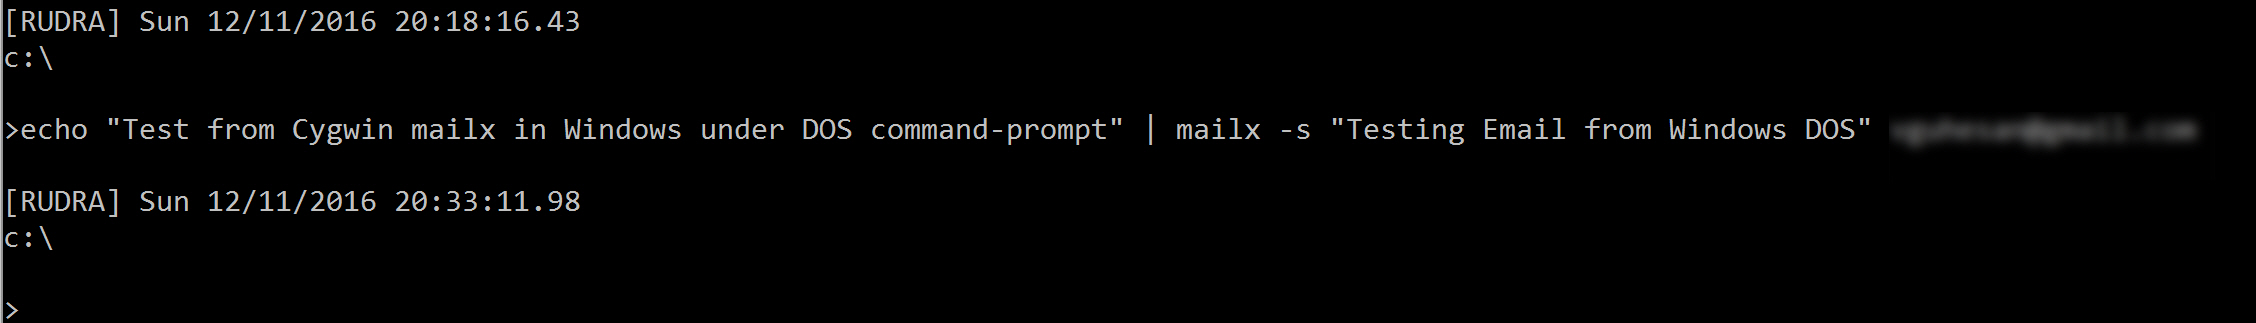 [RUDRA] Sun 12/11/2016 20:18:16.43
c:\
>echo "Test from Cygwin mailx in Windows under DOS command-prompt" | mailx -s "Testing Email from Windows DOS"
[RUDRA] Sun 12/11/2016 20:33:11.98
c:\
>